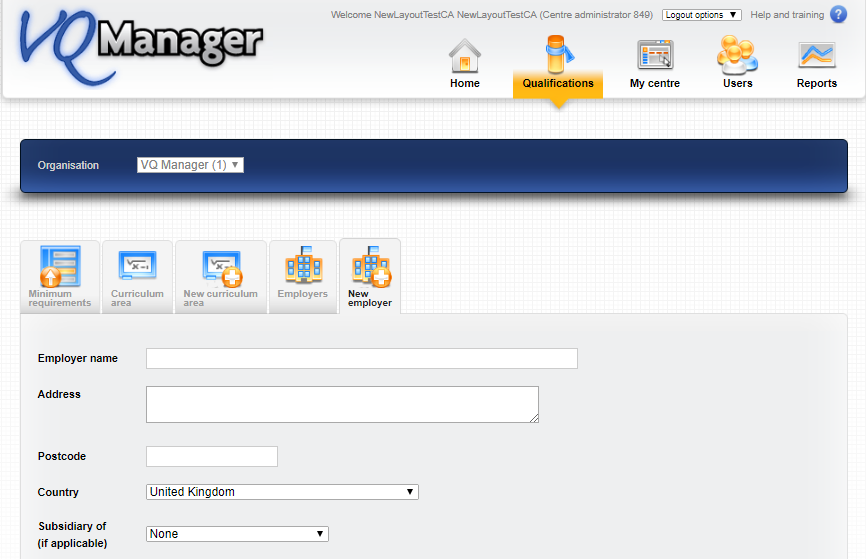 VQManager
Welcome NewLayoutTestCA NewLayoutTestCA (Centre administrator 849) Logout options ▼ Help and training ?
Home Qualifications My centre Users Reports
Organisation VQ Manager (1) ▼
Minimum requirements
Curriculum area
New curriculum area
Employers
New employer
Employer name
Address
Postcode
Country United Kingdom ▼
Subsidiary of None ▼
(if applicable)